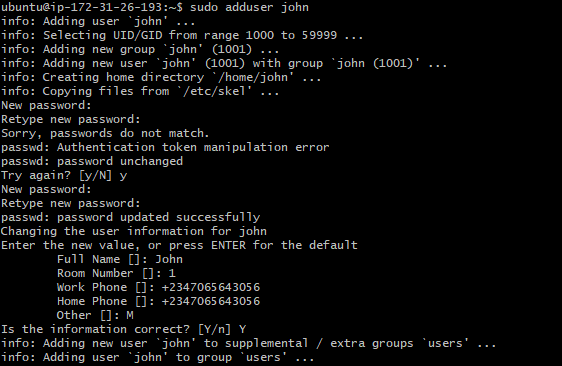 ubuntu@ip-172-31-26-193:~$ sudo adduser john
info: Adding user `john' ...
info: Selecting UID/GID from range 1000 to 59999 ...
info: Adding new group `john' (1001) ...
info: Adding new user `john' (1001) with group `john (1001)' ...
info: Creating home directory `/home/john' ...
info: Copying files from `/etc/skel' ...
New password:
Retype new password:
Sorry, passwords do not match.
passwd: Authentication token manipulation error
passwd: password unchanged
Try again? [y/N] y
New password:
Retype new password:
passwd: password updated successfully
Changing the user information for john
Enter the new value, or press ENTER for the default
        Full Name []: John
        Room Number []: 1
        Work Phone []: +2347065643056
        Home Phone []: +2347065643056
        Other []: M
Is the information correct? [Y/n] Y
info: Adding new user `john' to supplemental / extra groups `users' ...
info: Adding user `john' to group `users' ...